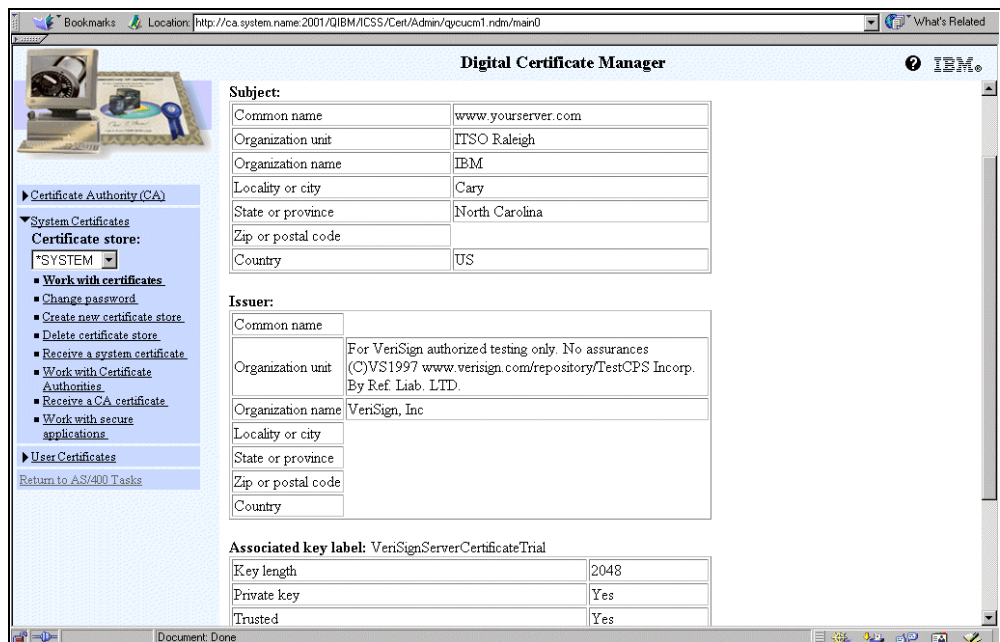 Bookmarks Location: http://ca.system.name:2001/QIBM/ICSS/Cert/Admin/qycucm1.ndm/main0 What's Related
Digital Certificate Manager
IBM®
Certificate Authority (CA)
System Certificates
Certificate store:
*SYSTEM
Work with certificates
Change password
Create new certificate store
Delete certificate store
Receive a system certificate
Work with Certificate
Authorities
Receive a CA certificate
Work with secure
applications
User Certificates
Return to AS/400 Tasks
Subject:
Common name www.yourserver.com
Organization unit ITSO Raleigh
Organization name IBM
Locality or city Cary
State or province North Carolina
Zip or postal code
Country US
Issuer:
Common name
Organization unit For VeriSign authorized testing only. No assurances
(C)VS1997 www.verisign.com/repository/TestCPS Incorp.
By Ref. Liab. LTD.
Organization name VeriSign, Inc
Locality or city
State or province
Zip or postal code
Country
Associated key label: VeriSignServerCertificateTrial
Key length 2048
Private key Yes
Trusted Yes
Document: Done